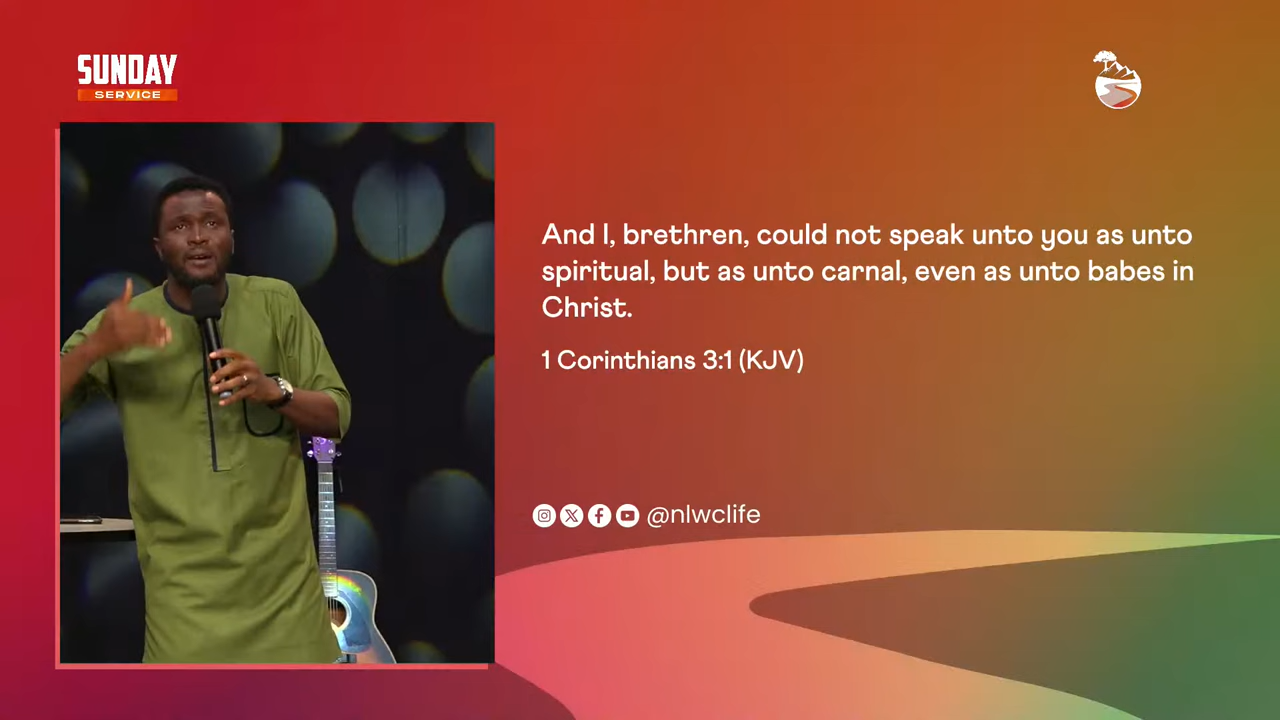 SUNDAY
SERVICE
And I, brethren, could not speak unto you as unto
spiritual, but as unto carnal, even as unto babes in
Christ.
1 Corinthians 3:1 (KJV)
@nlwclife